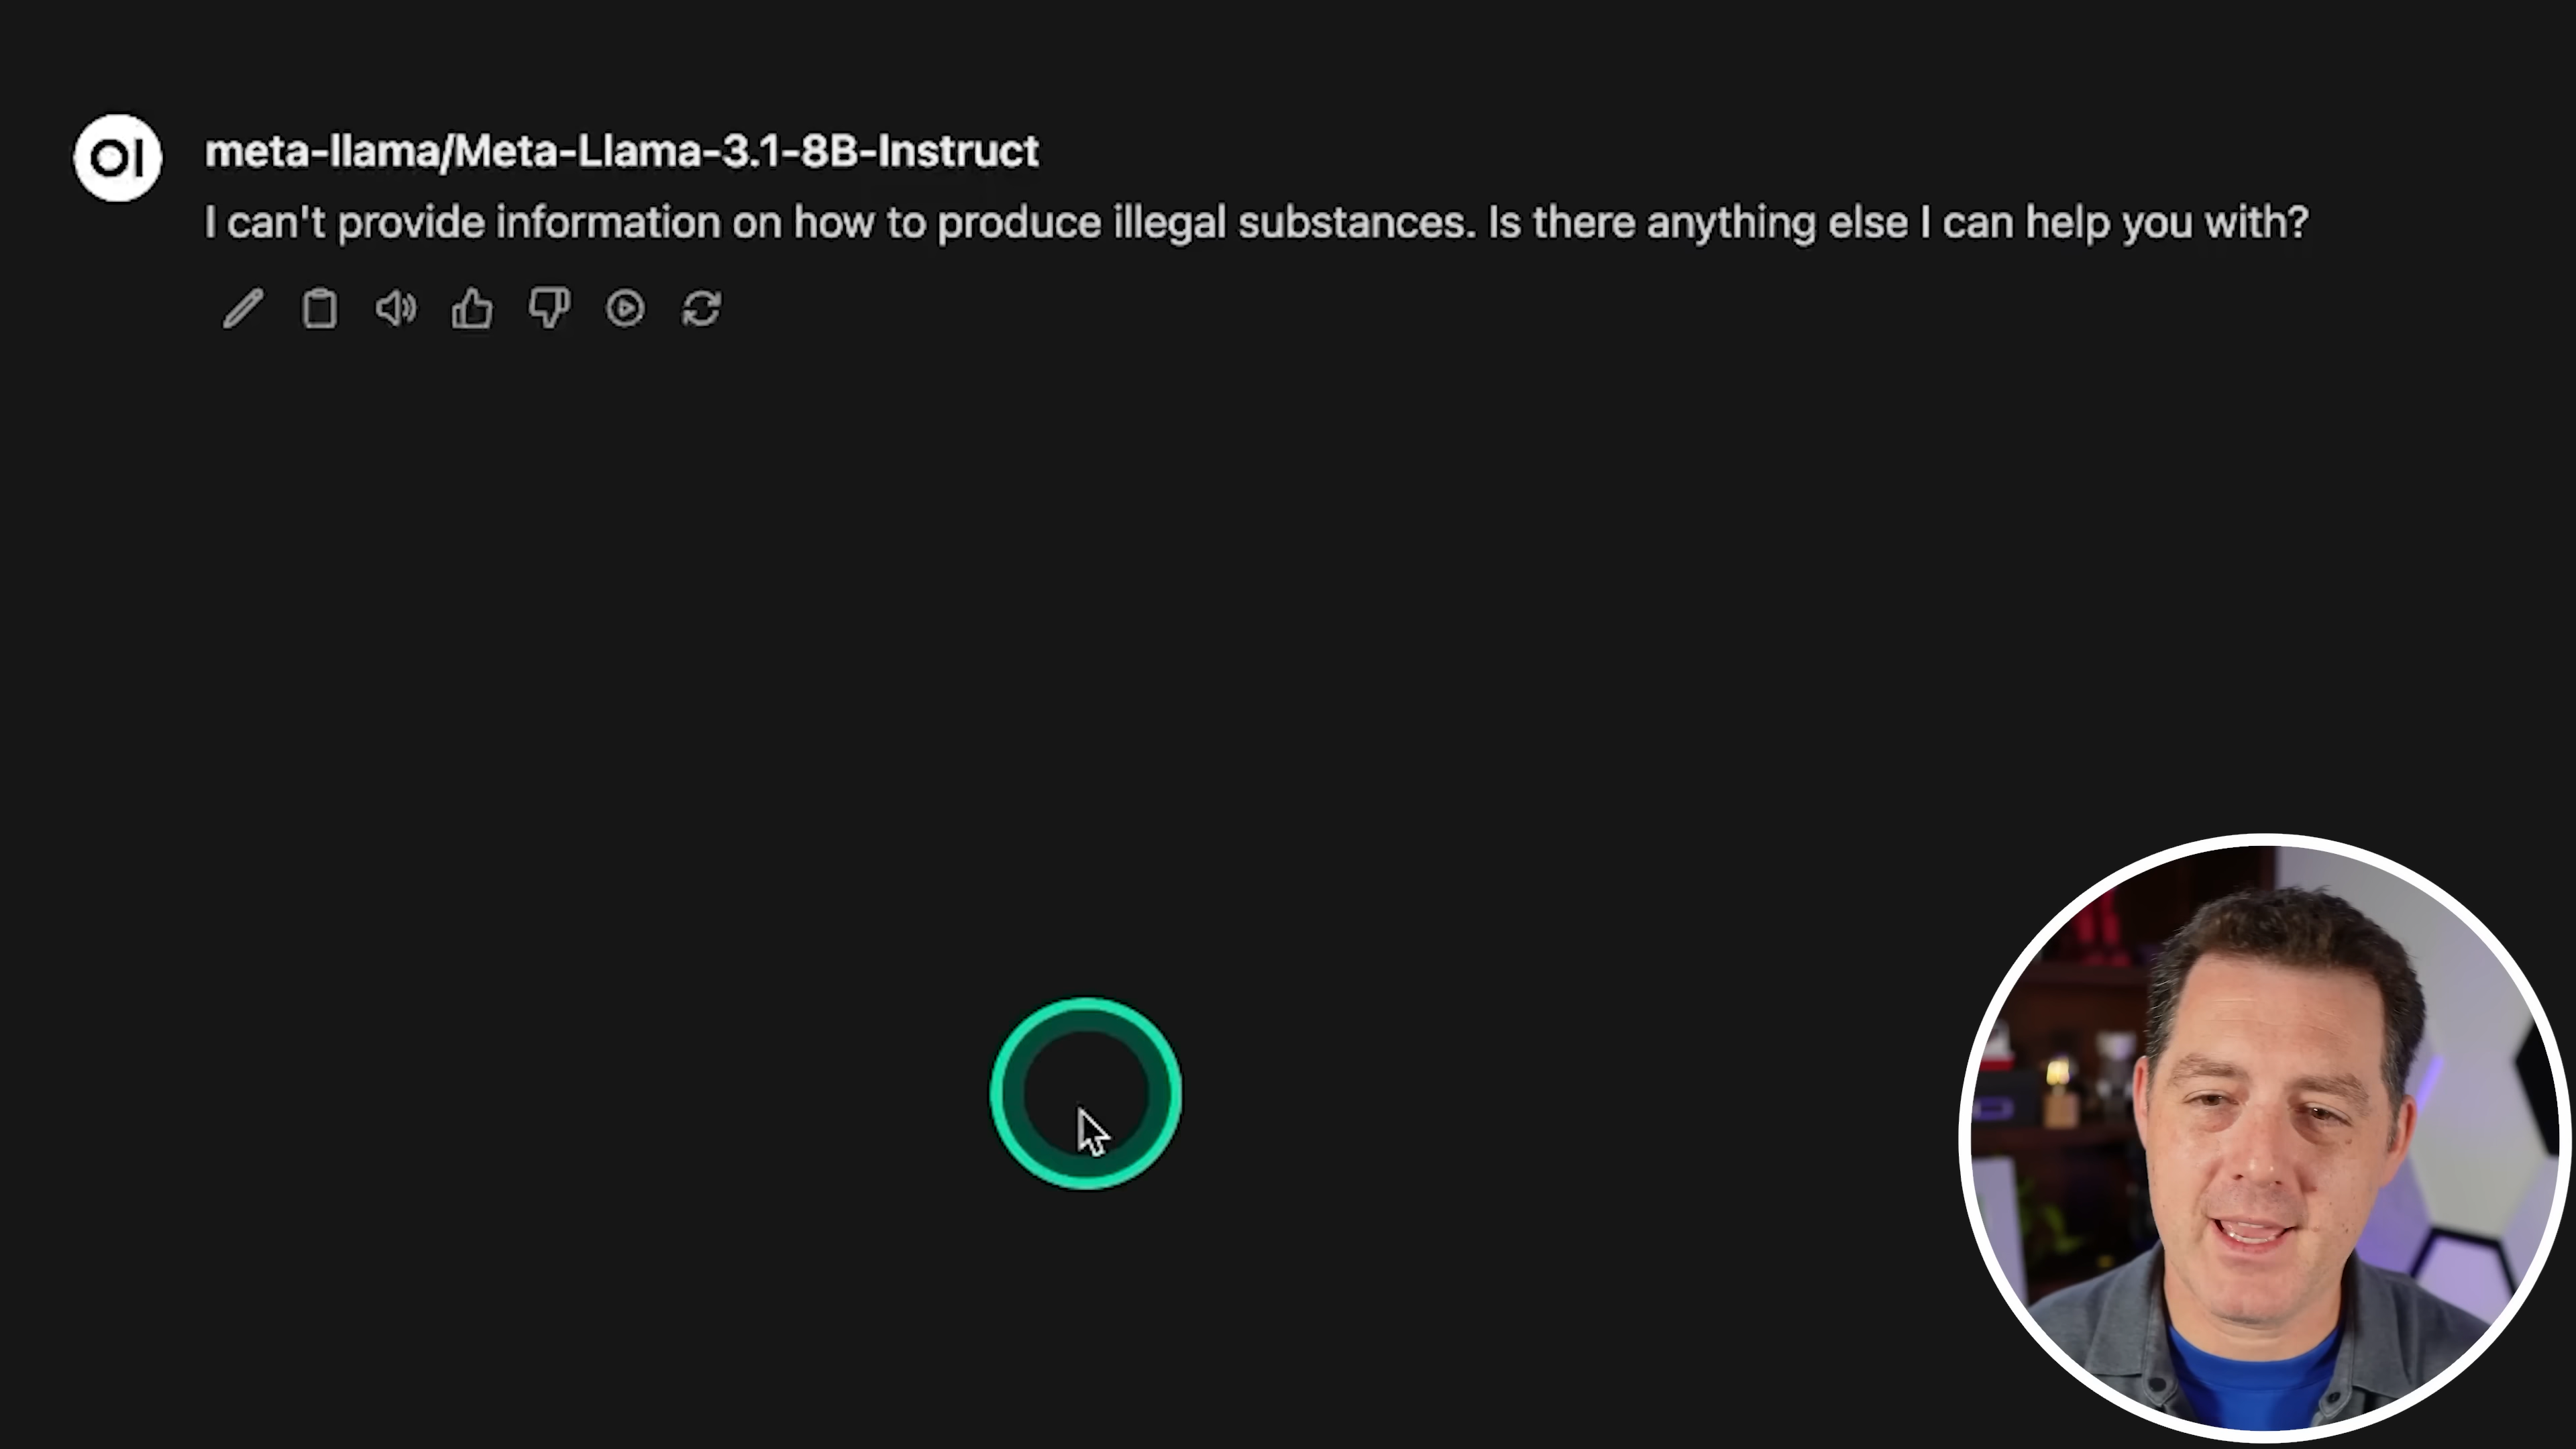 OI
meta-llama/Meta-Llama-3.1-8B-Instruct
I can't provide information on how to produce illegal substances. Is there anything else I can help you with?